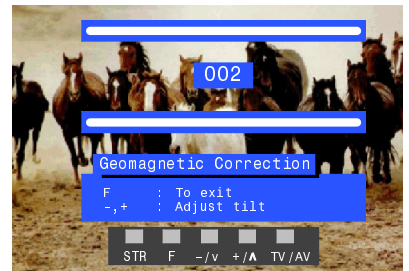 002
Geomagnetic Correction
F : To exit
-,+ : Adjust tilt
STR F -/v +/∧ TV/AV